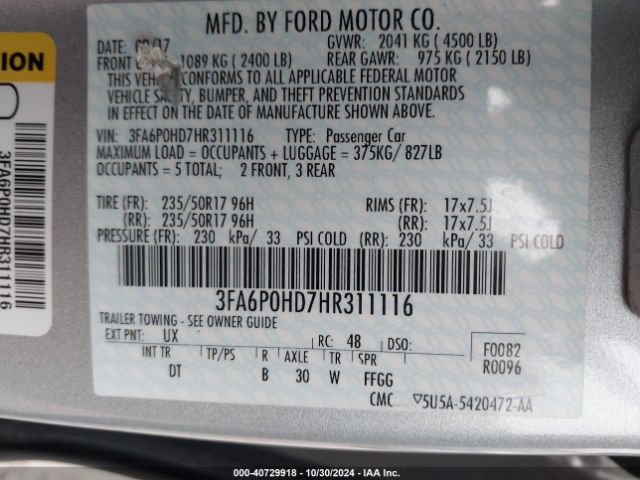 MFD. BY FORD MOTOR CO.
DATE: /17 GVWR: 2041 KG ( 4500 LB)
FRONT 1089 KG ( 2400 LB) REAR GAWR: 975 KG ( 2150 LB)
THIS VEH CONFORMS TO ALL APPLICABLE FEDERAL MOTOR
VEHICLE SAFETY, BUMPER, AND THEFT PREVENTION STANDARDS
IN EFFECT ON THE DATE OF MANUFACTURE SHOWN ABOVE.
VIN: 3FA6P0HD7HR311116 TYPE: Passenger Car
MAXIMUM LOAD = OCCUPANTS + LUGGAGE = 375KG/ 827LB
OCCUPANTS = 5 TOTAL; 2 FRONT, 3 REAR
TIRE (FR): 235/50R17 96H RIMS (FR): 17x7.5J
(RR): 235/50R17 96H (RR): 17x7.5J
PRESSURE (FR): 230 kPa/ 33 PSI COLD (RR): 230 kPa/ 33 PSI COLD
3FA6P0HD7HR311116
TRAILER TOWING - SEE OWNER GUIDE
EXT PNT: UX RC: 48 DSO: F0082
R0096
INT TR TP/PS R AXLE TR SPR
DT B 30 W FFGG
CMC ▽5U5A-5420472-AA
TION
3FA6P0HD7HR311116
COPART: 40729918 - 10/30/2024 - IAA Inc.